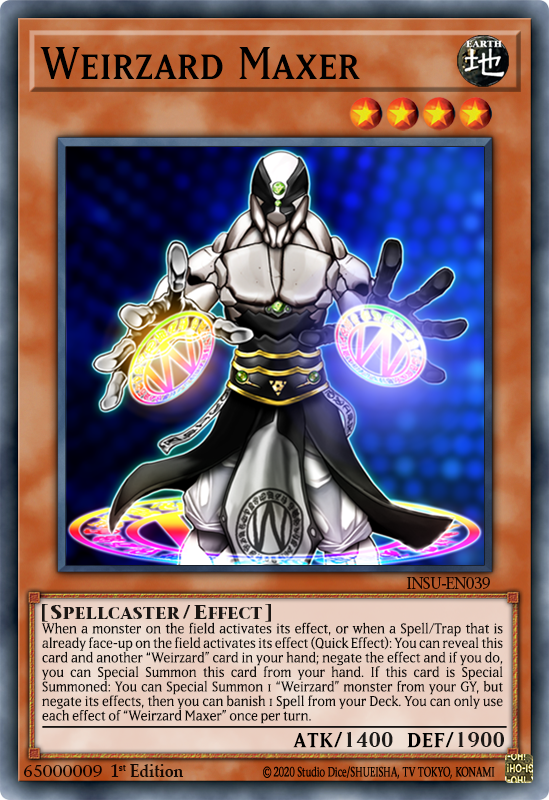 WEIRZARD MAXER
EARTH
地
INSU-EN039
[SPELLCASTER/EFFECT]
When a monster on the field activates its effect, or when a Spell/Trap that is
already face-up on the field activates its effect (Quick Effect): You can reveal this
card and another “Weirzard” card in your hand; negate the effect and if you do,
you can Special Summon this card from your hand. If this card is Special
Summoned: You can Special Summon 1 “Weirzard” monster from your GY, but
negate its effects, then you can banish 1 Spell from your Deck. You can only use
each effect of “Weirzard Maxer” once per turn.
ATK/1400 DEF/1900
65000009 1st Edition ©2020 Studio Dice/SHUEISHA, TV TOKYO, KONAMI